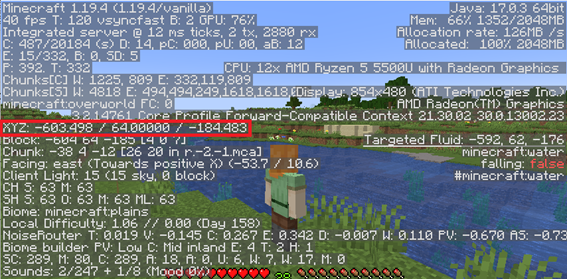 Minecraft 1.19.4 (1.19.4/vanilla)
Java: 17.0.3 64bit
40 fps T: 120 vsyncfast B: 2 GPU: 76%
Mem: 66% 1352/2048MB
Integrated server @ 12 ms ticks, 2 tx, 2880 rx
Allocation rate: 126MB /s
C: 487/20184 (s) D: 14, pC: 000, pU: 00, aB: 12
Allocated: 100% 2048MB
E: 15/332, B: 0, SD: 5
P: 392. T: 332
CPU: 12x AMD Ryzen 5 5500U with Radeon Graphics
Chunks[C] W: 1225, 809 E: 332,119,809
Chunks[S] W: 4818 E: 494,494,249,1618,1618,
Display: 854x480 (ATI Technologies Inc.)
minecraft:overworld FC: 0
AMD Radeon(TM) Graphics
3.2.14761 Core Profile Forward-Compatible Context 21.30.02.30.0.13002.23
XYZ: -603.498 / 64.00000 / -184.483
Block: -604 64 -185 [4 0 7]
Targeted Fluid: -592, 62, -176
Chunk: -38 4 -12 [26 20 in r.-2.-1.mca]
minecraft:water
Facing: east (Towards positive X) (-53.7 / 10.6)
falling: false
Client Light: 15 (15 sky, 0 block)
#minecraft:water
CH S: 63 M: 63
SH S: 63 O: 63 M: 63 ML: 63
Biome: minecraft:plains
Local Difficulty: 1.06 // 0.00 (Day 158)
NoiseRouter T: 0.019 V: -0.145 C: 0.267 E: 0.342 D: -0.007 W: 0.110 PV: -0.670 AS: -0.73
Biome builder PV: Low C: Mid inland E: 4 T: 2 H: 1
SC: 289, M: 80, C: 289, A: 18, A: 0, U: 6, W: 7, W: 17, M: 0
Sounds: 2/247 + 1/8 (Mood 0%)